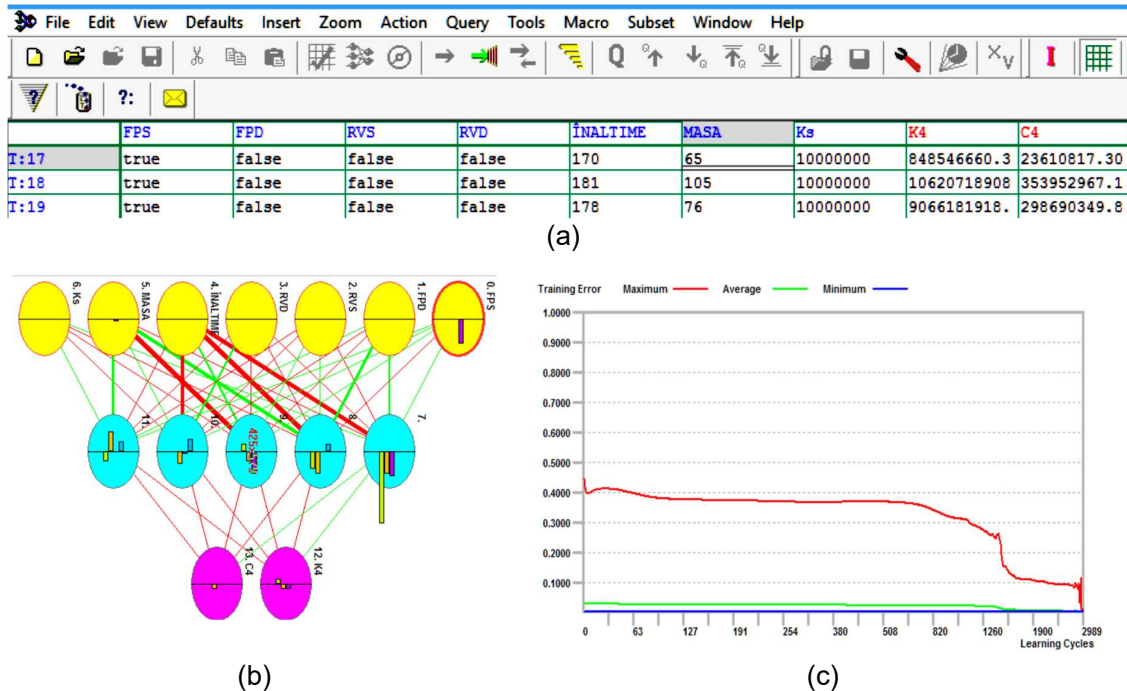 File Edit View Defaults Insert Zoom Action Query Tools Macro Subset Window Help
FPS FPD RVS RVD ÎNALTIME MASA Ks K4 C4
T:17 true false false false 170 65 10000000 848546660.3 23610817.30
T:18 true false false false 181 105 10000000 10620718908 353952967.1
T:19 true false false false 178 76 10000000 9066181918. 298690349.8
(a)
6. Ks 5. MASA 4. ÎNALTIME 3. RVD 2. RVS 1. FPD 0. FPS
11. 10. 9. 8. 7.
13. C4 12. K4
(b)
Training Error Maximum Average Minimum
1.0000
0.9000
0.8000
0.7000
0.6000
0.5000
0.4000
0.3000
0.2000
0.1000
0 63 127 191 254 380 508 820 1260 1900 2989
Learning Cycles
(c)